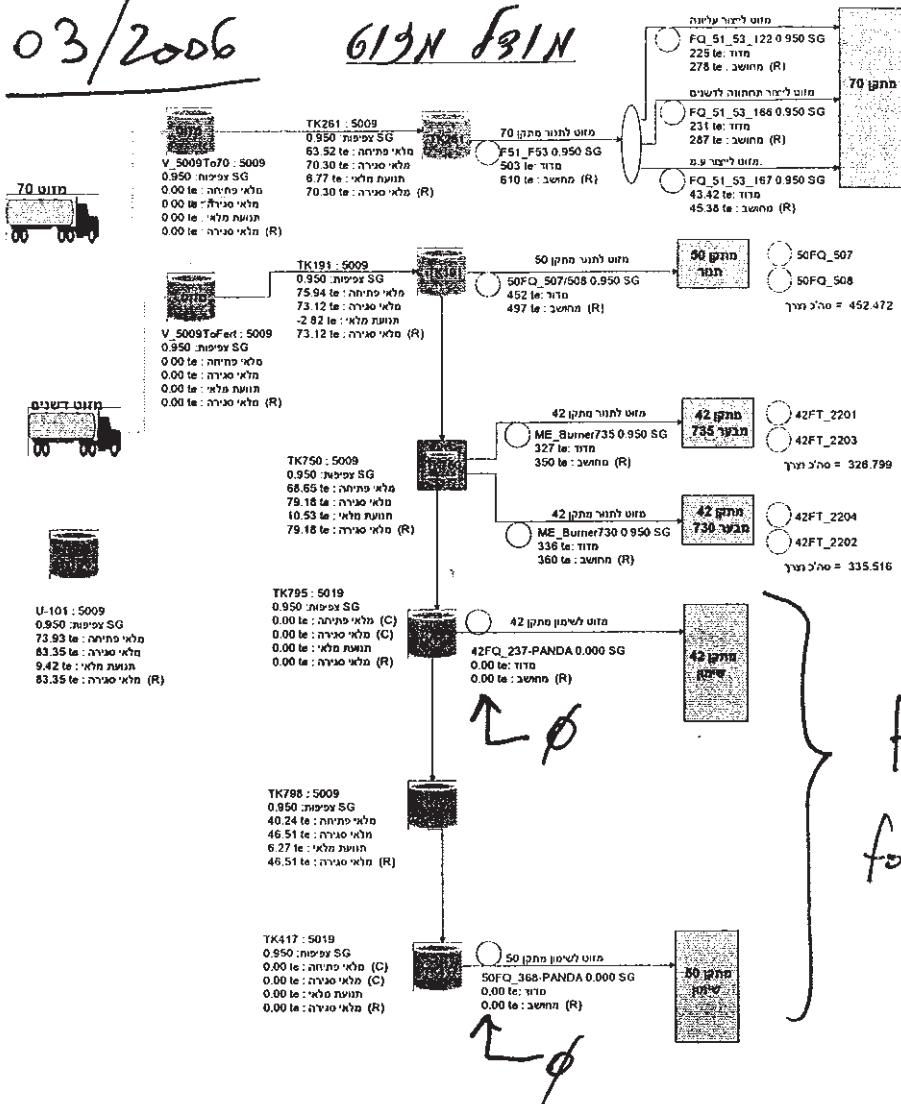 03/2006
מודל מזוט
מזוט לייצור עליונה
FQ_51_53_122 0.950 SG
225 te: מדוד
278 te : מחושב (R)
מזוט לייצור תחתונה לדשנים
FQ_51_53_166 0.950 SG
231 te: מדוד
287 te : מחושב (R)
מזוט לייצור ע.מ.
FQ_51_53_167 0.950 SG
43.42 te: מדוד
45.38 te : מחושב (R)
מתקן 70
מזוט לתנור מתקן 70
F51_F53 0.950 SG
503 te: מדוד
610 te : מחושב (R)
TK261 : 5009
0.950 :צפיפות SG
63.52 te : מלאי פתיחה
70.30 te : מלאי סגירה
6.77 te : תנועת מלאי
70.30 te : מלאי סגירה (R)
TK261
מזוט
V_5009To70 : 5009
0.950 :צפיפות SG
0.00 te : מלאי פתיחה
0.00 te : מלאי סגירה
0.00 te : תנועת מלאי
0.00 te : מלאי סגירה (R)
מזוט 70
TK191 : 5009
0.950 :צפיפות SG
75.94 te : מלאי פתיחה
73.12 te : מלאי סגירה
-2.82 te : תנועת מלאי
73.12 te : מלאי סגירה (R)
TK191
מזוט לתנור מתקן 50
50FQ_507/508 0.950 SG
452 te: מדוד
497 te : מחושב (R)
מתקן 50
תנור
50FQ_507
50FQ_508
סה'כ נצרך = 452.472
V_5009ToFert : 5009
0.950 :צפיפות SG
0.00 te : מלאי פתיחה
0.00 te : מלאי סגירה
0.00 te : תנועת מלאי
0.00 te : מלאי סגירה (R)
מזוט דשנים
TK750 : 5009
0.950 :צפיפות SG
68.65 te : מלאי פתיחה
79.18 te : מלאי סגירה
10.53 te : תנועת מלאי
79.18 te : מלאי סגירה (R)
מזוט לתנור מתקן 42
ME_Burner735 0.950 SG
327 te: מדוד
350 te : מחושב (R)
מתקן 42
מבער 735
42FT_2201
42FT_2203
סה'כ נצרך = 326.799
מזוט לתנור מתקן 42
ME_Burner730 0.950 SG
336 te: מדוד
360 te : מחושב (R)
מתקן 42
מבער 730
42FT_2204
42FT_2202
סה'כ נצרך = 335.516
U-101 : 5009
0.950 :צפיפות SG
73.93 te : מלאי פתיחה
83.35 te : מלאי סגירה
9.42 te : תנועת מלאי
83.35 te : מלאי סגירה (R)
TK795 : 5019
0.950 :צפיפות SG
0.00 te : מלאי פתיחה (C)
0.00 te : מלאי סגירה (C)
0.00 te : תנועת מלאי
0.00 te : מלאי סגירה (R)
מזוט לשימון מתקן 42
42FQ_237-PANDA 0.000 SG
0.00 te: מדוד
0.00 te : מחושב (R)
מתקן 42
שימון
ø
TK798 : 5009
0.950 :צפיפות SG
40.24 te : מלאי פתיחה
46.51 te : מלאי סגירה
6.27 te : תנועת מלאי
46.51 te : מלאי סגירה (R)
fo
TK417 : 5019
0.950 :צפיפות SG
0.00 te : מלאי פתיחה (C)
0.00 te : מלאי סגירה (C)
0.00 te : תנועת מלאי
0.00 te : מלאי סגירה (R)
מזוט לשימון מתקן 50
50FQ_368-PANDA 0.000 SG
0.00 te: מדוד
0.00 te : מחושב (R)
מתקן 50
שימון
ø